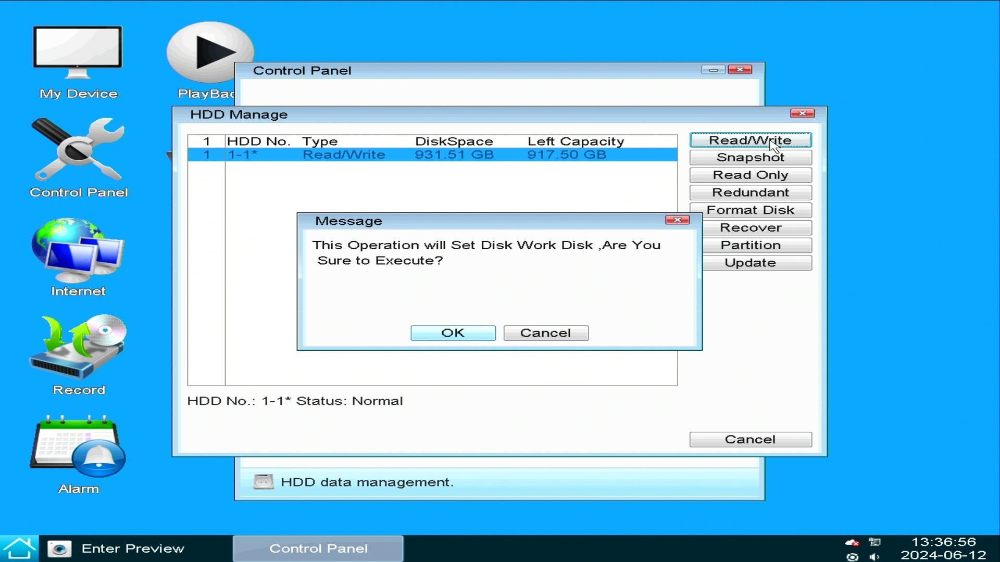 My Device
PlayBac
Control Panel
Internet
Record
Alarm
Control Panel
HDD Manage
1 HDD No. Type DiskSpace Left Capacity
1 1-1* Read/Write 931.51 GB 917.50 GB
Read/Write
Snapshot
Read Only
Redundant
Format Disk
Recover
Partition
Update
Message
This Operation will Set Disk Work Disk ,Are You
Sure to Execute?
OK Cancel
HDD No.: 1-1* Status: Normal
Cancel
HDD data management.
Enter Preview
Control Panel
13:36:56
2024-06-12